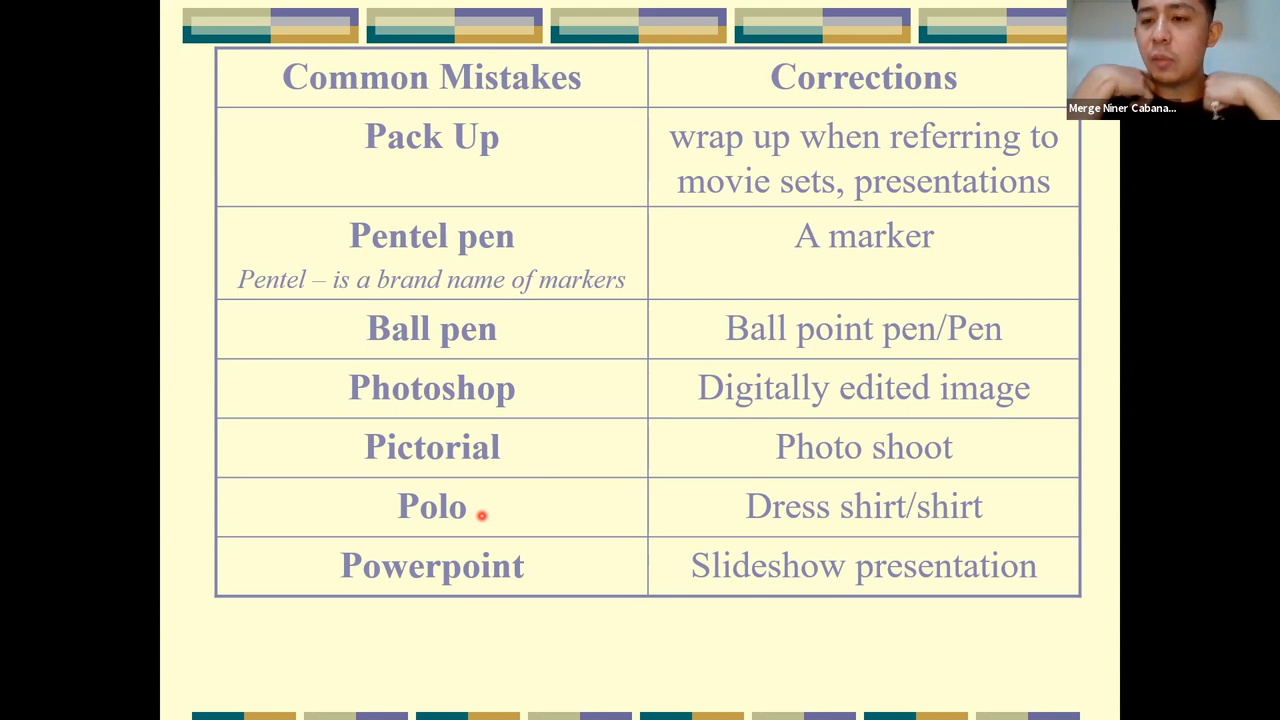 Common Mistakes
Corrections
Pack Up
wrap up when referring to
movie sets, presentations
Pentel pen
Pentel – is a brand name of markers
A marker
Ball pen
Ball point pen/Pen
Photoshop
Digitally edited image
Pictorial
Photo shoot
Polo
Dress shirt/shirt
Powerpoint
Slideshow presentation
Merge Niner Cabana...